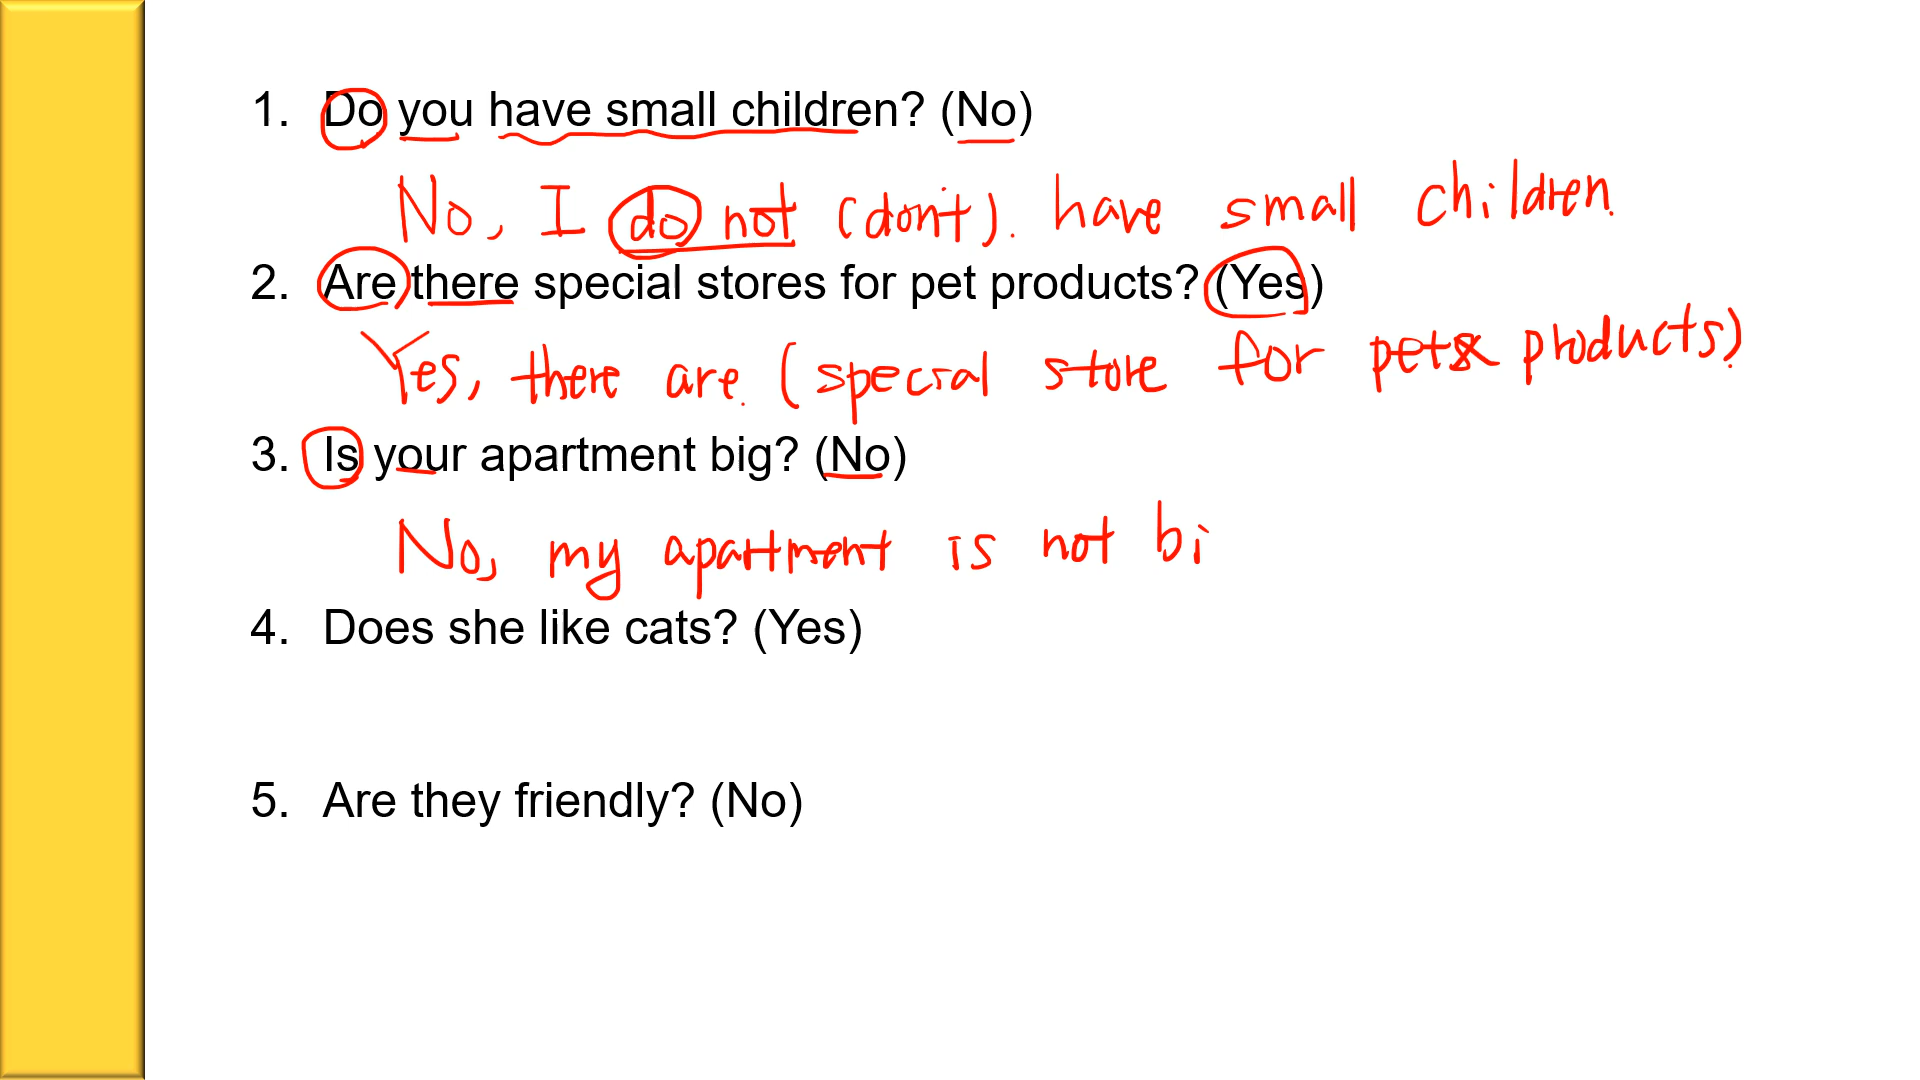 1. Do you have small children? (No)
No, I do not (don't). have small children.
2. Are there special stores for pet products? (Yes)
Yes, there are. (special store for pets products).
3. Is your apartment big? (No)
No, my apartment is not bi
4. Does she like cats? (Yes)
5. Are they friendly? (No)